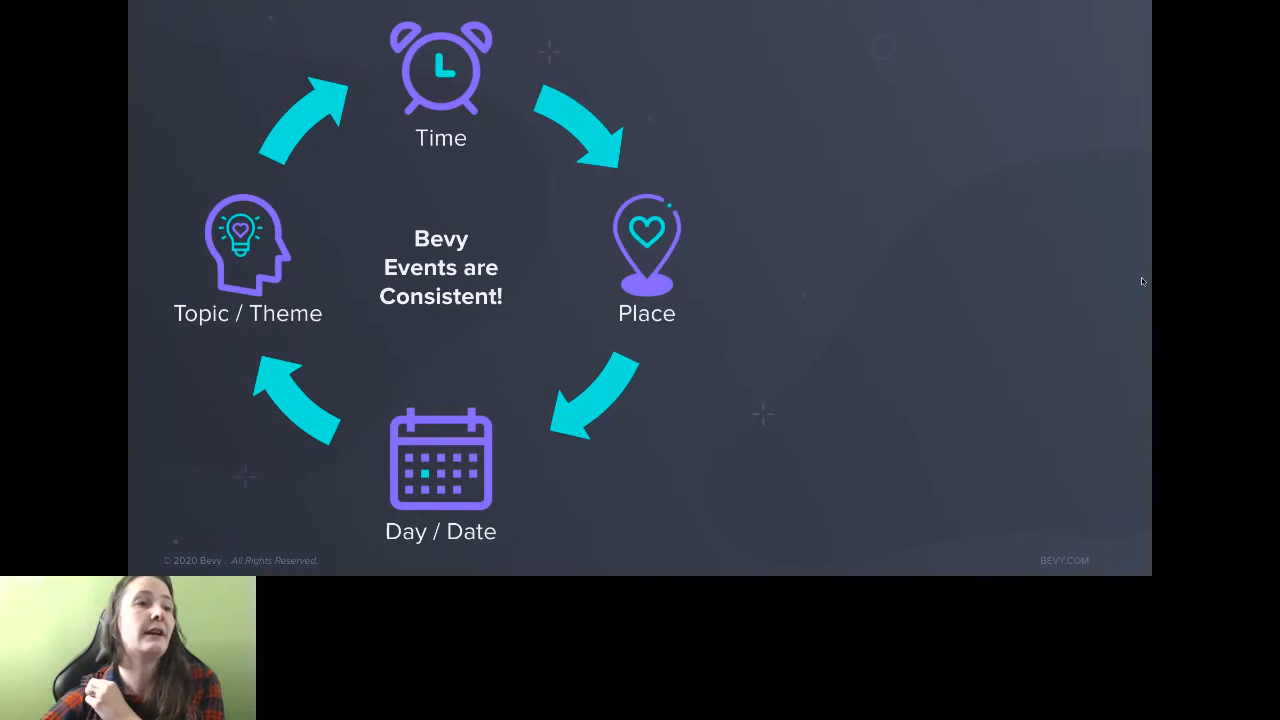 Time
Bevy
Events are
Consistent!
Topic / Theme
Place
Day / Date
© 2020 Bevy . All Rights Reserved.
BEVY.COM